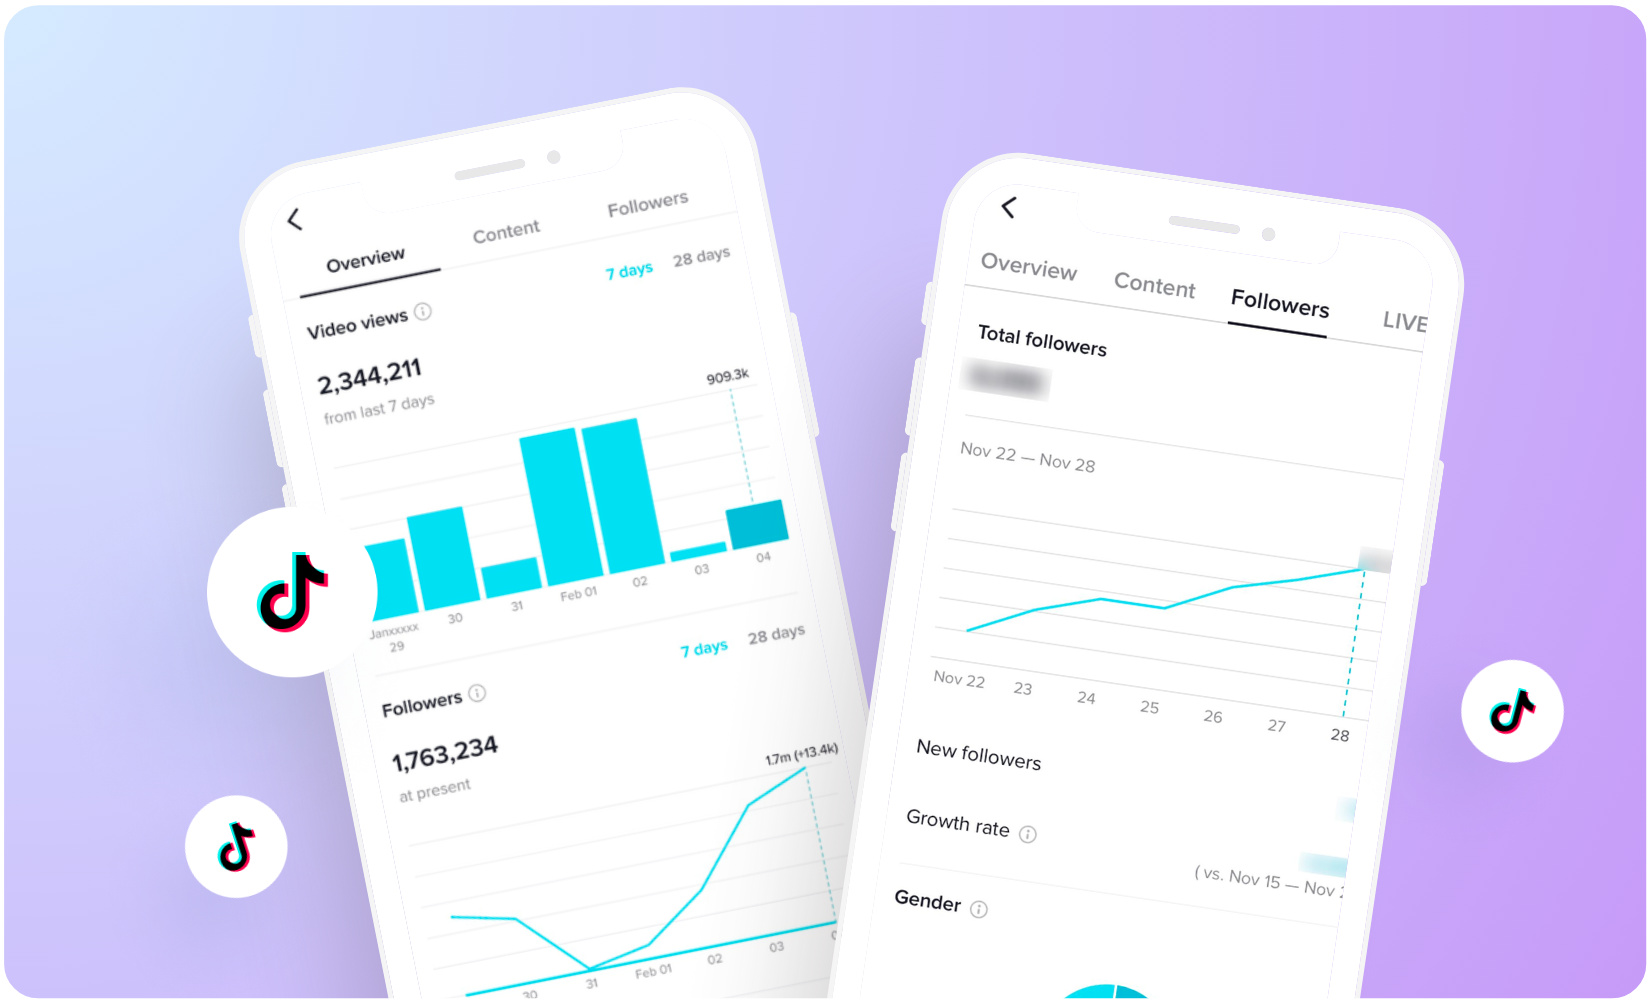 Overview Content Followers
7 days 28 days
Video views
2,344,211
from last 7 days
909.3k
Janxxxxx
29 30 31 Feb 01 02 03 04
7 days 28 days
Followers
1,763,234
at present
1.7m (+13.4k)
30 31 Feb 01 02 03
Overview Content Followers LIVE
Total followers
Nov 22 — Nov 28
Nov 22 23 24 25 26 27 28
New followers
Growth rate
( vs. Nov 15 — Nov
Gender